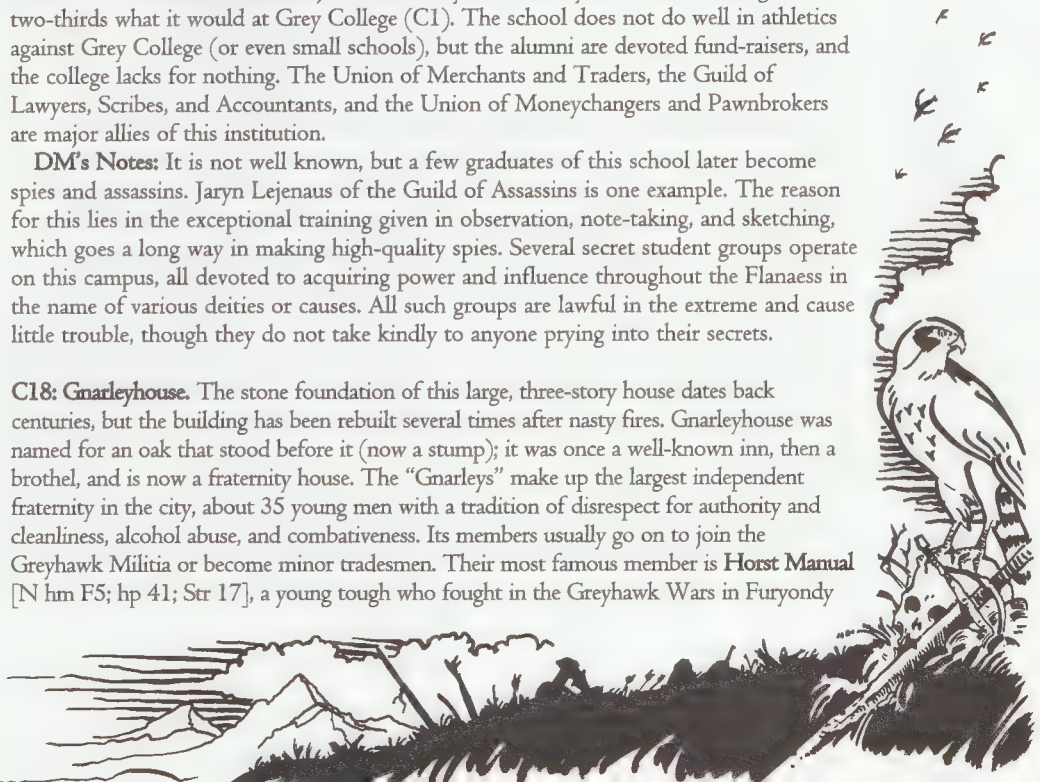 two-thirds what it would at Grey College (C1). The school does not do well in athletics
against Grey College (or even small schools), but the alumni are devoted fund-raisers, and
the college lacks for nothing. The Union of Merchants and Traders, the Guild of
Lawyers, Scribes, and Accountants, and the Union of Moneychangers and Pawnbrokers
are major allies of this institution.
DM's Notes: It is not well known, but a few graduates of this school later become
spies and assassins. Jaryn Lejenaus of the Guild of Assassins is one example. The reason
for this lies in the exceptional training given in observation, note-taking, and sketching,
which goes a long way in making high-quality spies. Several secret student groups operate
on this campus, all devoted to acquiring power and influence throughout the Flanaess in
the name of various deities or causes. All such groups are lawful in the extreme and cause
little trouble, though they do not take kindly to anyone prying into their secrets.
C18: Gnarleyhouse. The stone foundation of this large, three-story house dates back
centuries, but the building has been rebuilt several times after nasty fires. Gnarleyhouse was
named for an oak that stood before it (now a stump); it was once a well-known inn, then a
brothel, and is now a fraternity house. The "Gnarleys" make up the largest independent
fraternity in the city, about 35 young men with a tradition of disrespect for authority and
cleanliness, alcohol abuse, and combativeness. Its members usually go on to join the
Greyhawk Militia or become minor tradesmen. Their most famous member is Horst Manual
[N hm F5; hp 41; Str 17], a young tough who fought in the Greyhawk Wars in Furyondy